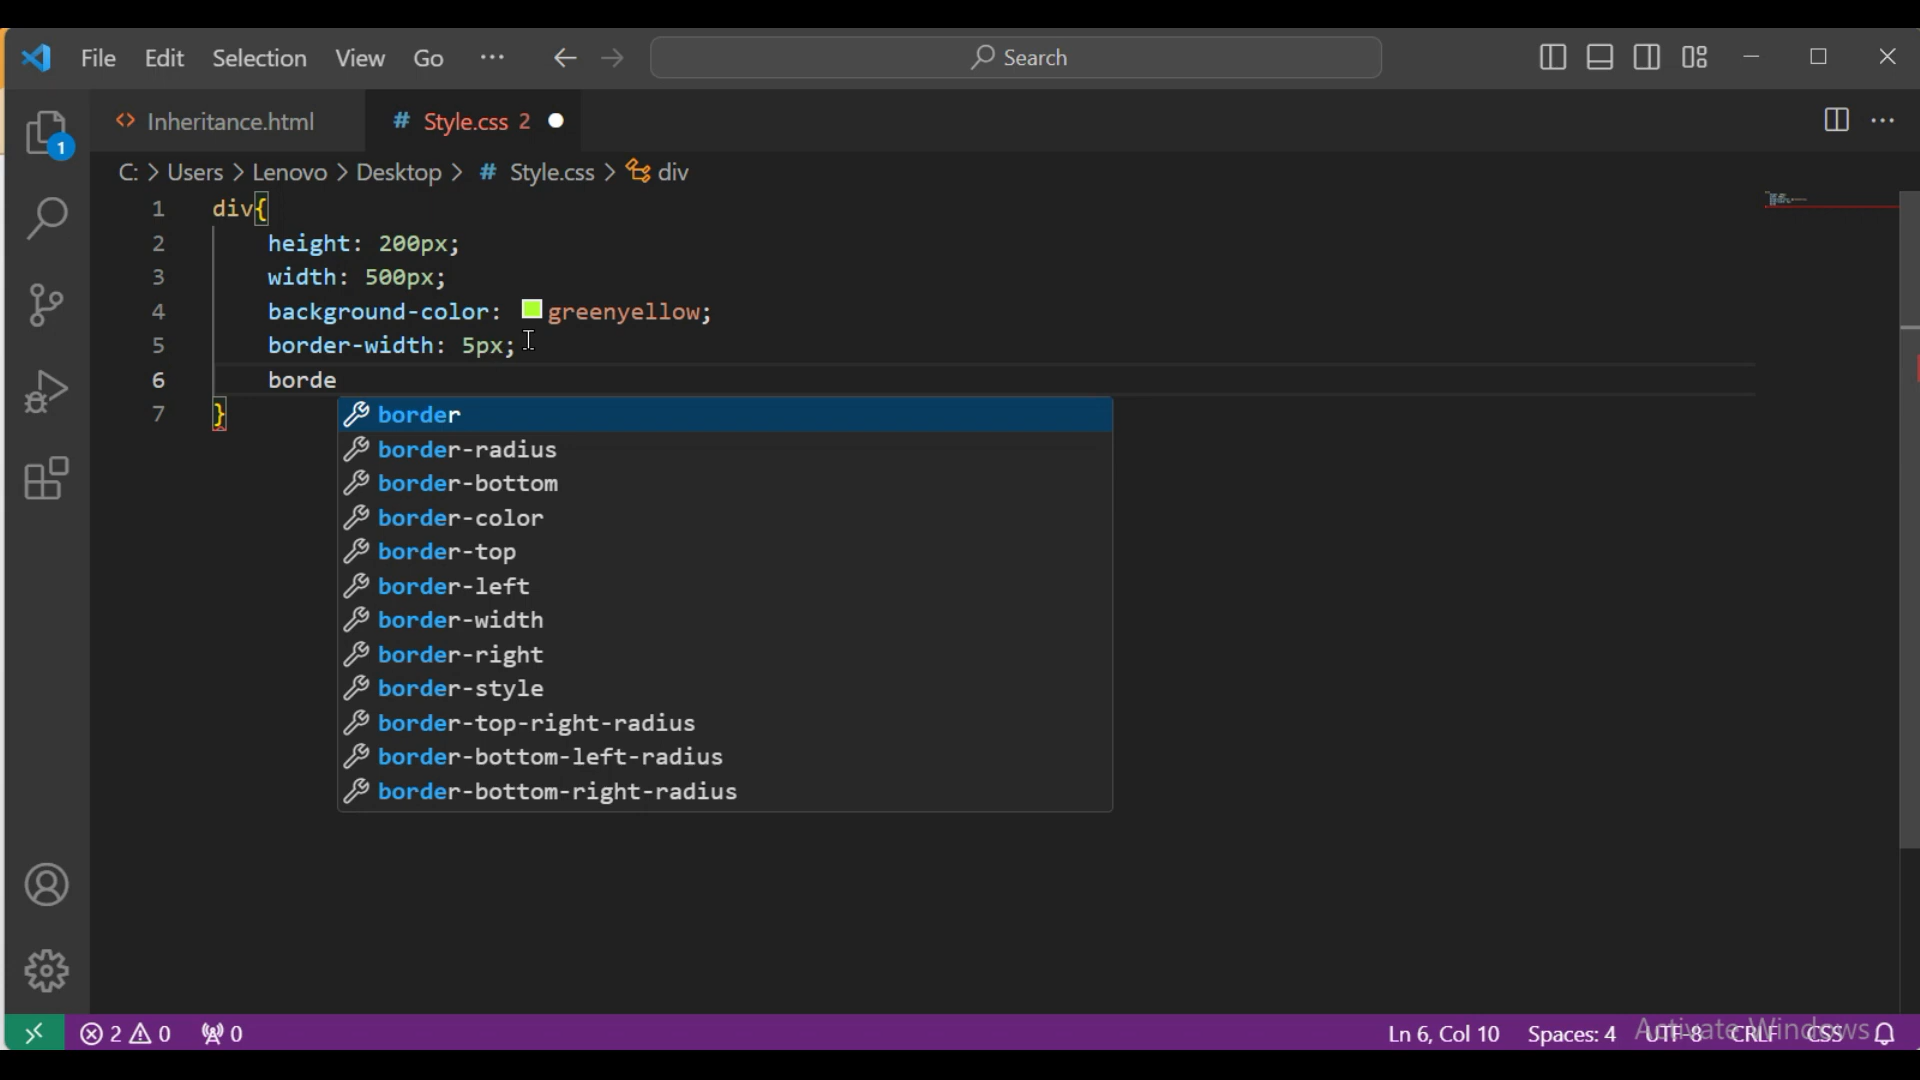 File Edit Selection View Go ··· Search
1
Inheritance.html # Style.css 2
C: > Users > Lenovo > Desktop > # Style.css > div
1 div{
2 height: 200px;
3 width: 500px;
4 background-color: greenyellow;
5 border-width: 5px;
6 borde
7 }
border
border-radius
border-bottom
border-color
border-top
border-left
border-width
border-right
border-style
border-top-right-radius
border-bottom-left-radius
border-bottom-right-radius
2 0 0 Ln 6, Col 10 Spaces: 4 UTF-8 CRLF CSS
Activate Windows